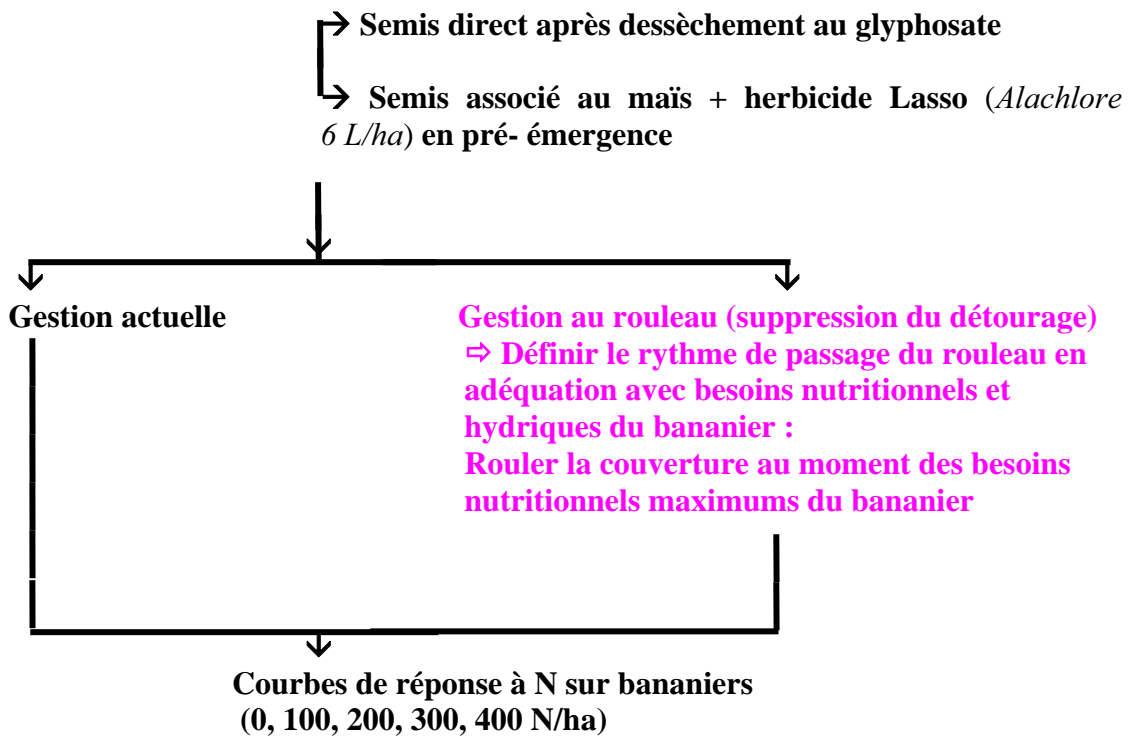 → Semis direct après dessèchement au glyphosate
→ Semis associé au maïs + herbicide Lasso (Alachlore
6 L/ha) en pré- émergence
Gestion actuelle
Gestion au rouleau (suppression du détourage)
⇨ Définir le rythme de passage du rouleau en
adéquation avec besoins nutritionnels et
hydriques du bananier :
Rouler la couverture au moment des besoins
nutritionnels maximums du bananier
Courbes de réponse à N sur bananiers
(0, 100, 200, 300, 400 N/ha)